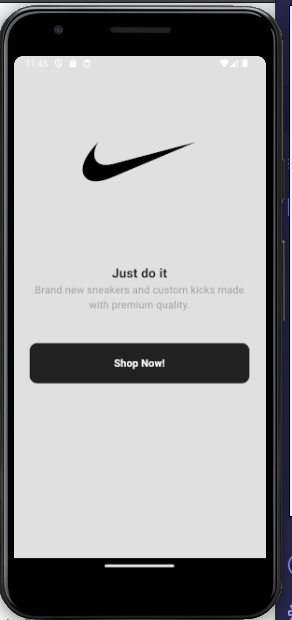 11:45
Just do it
Brand new sneakers and custom kicks made
with premium quality.
Shop Now!